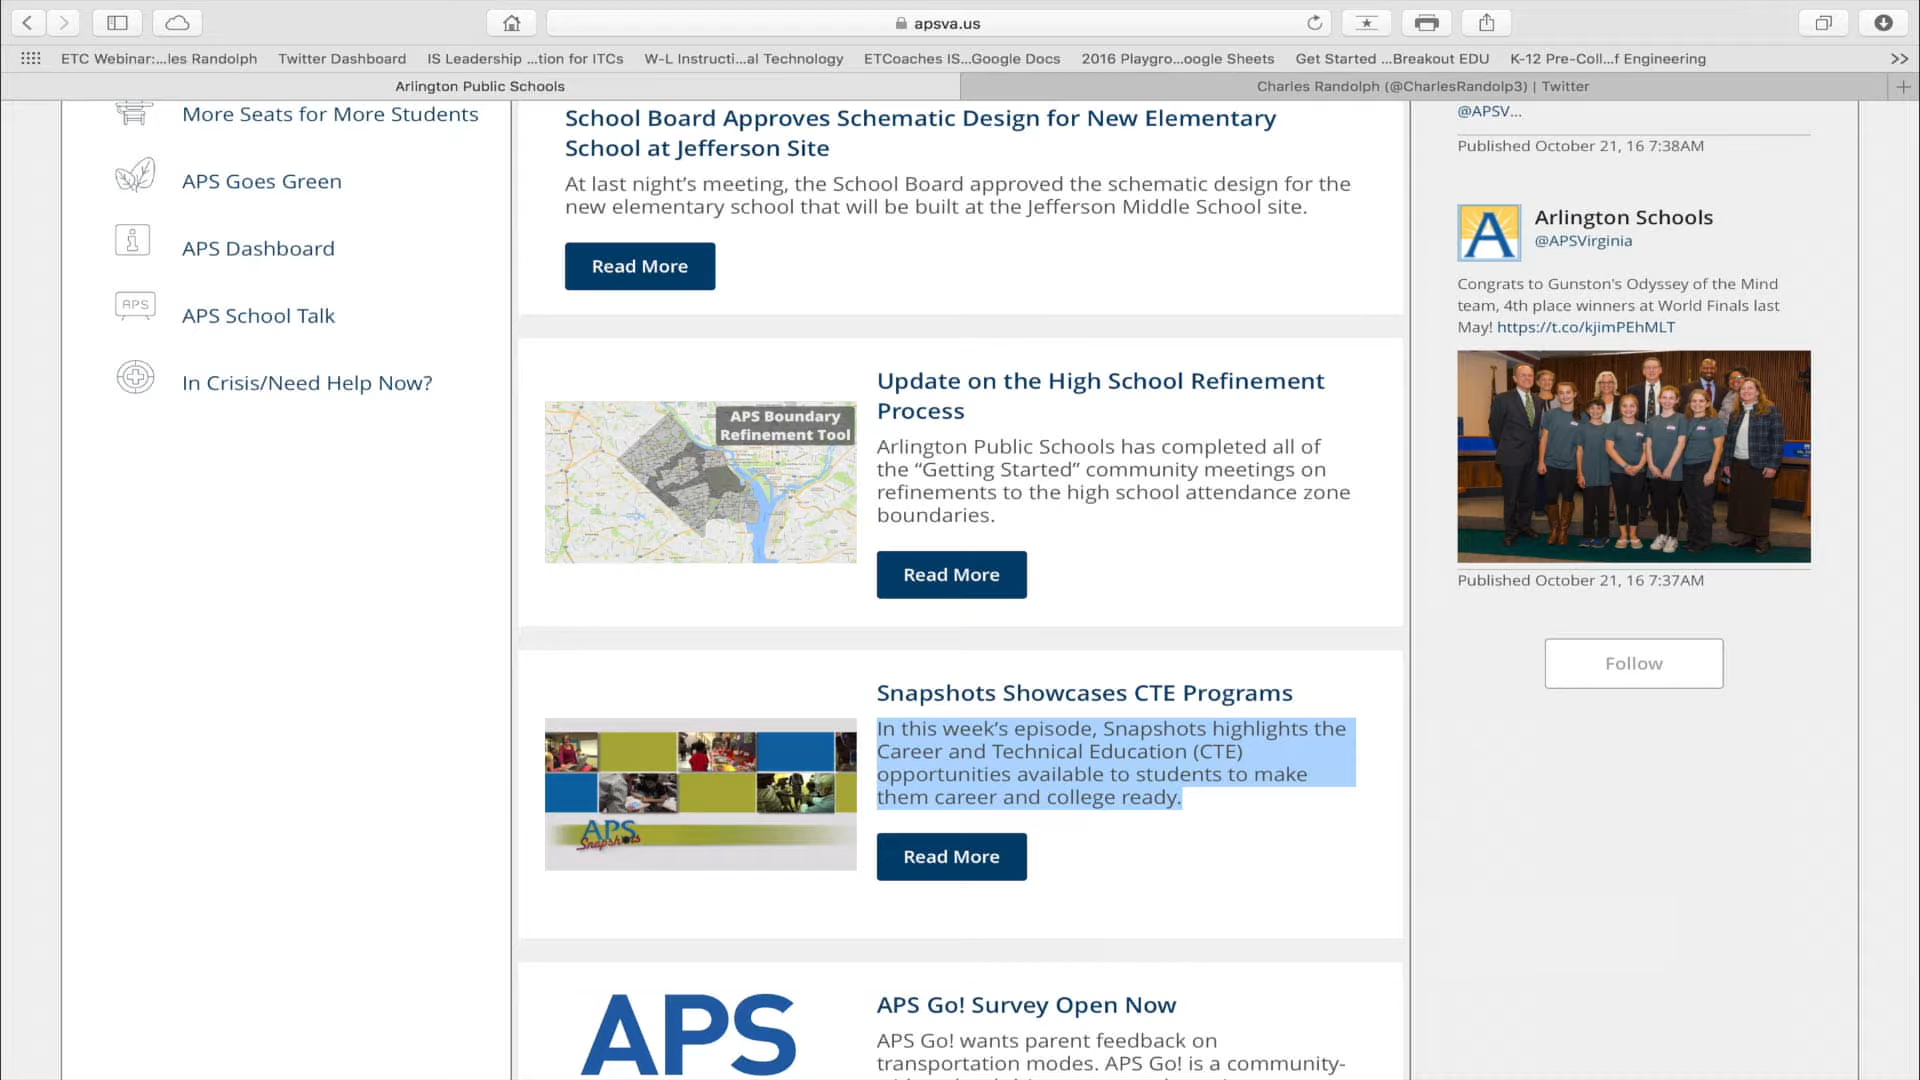 apsva.us
ETC Webinar:...les Randolph
Twitter Dashboard
IS Leadership ...tion for ITCs
W-L Instructi...al Technology
ETCoaches IS...Google Docs
2016 Playgro...oogle Sheets
Get Started ...Breakout EDU
K-12 Pre-Coll...f Engineering
Arlington Public Schools
Charles Randolph (@CharlesRandolp3) | Twitter
More Seats for More Students
APS Goes Green
APS Dashboard
APS
APS School Talk
In Crisis/Need Help Now?
School Board Approves Schematic Design for New Elementary
School at Jefferson Site
At last night’s meeting, the School Board approved the schematic design for the
new elementary school that will be built at the Jefferson Middle School site.
Read More
APS Boundary
Refinement Tool
Update on the High School Refinement
Process
Arlington Public Schools has completed all of
the “Getting Started” community meetings on
refinements to the high school attendance zone
boundaries.
Read More
APS
Snapshots
Snapshots Showcases CTE Programs
In this week’s episode, Snapshots highlights the
Career and Technical Education (CTE)
opportunities available to students to make
them career and college ready.
Read More
APS
APS Go! Survey Open Now
APS Go! wants parent feedback on
transportation modes. APS Go! is a community-
@APSV...
Published October 21, 16 7:38AM
A
Arlington Schools
@APSVirginia
Congrats to Gunston's Odyssey of the Mind
team, 4th place winners at World Finals last
May! https://t.co/kjimPEhMLT
Published October 21, 16 7:37AM
Follow